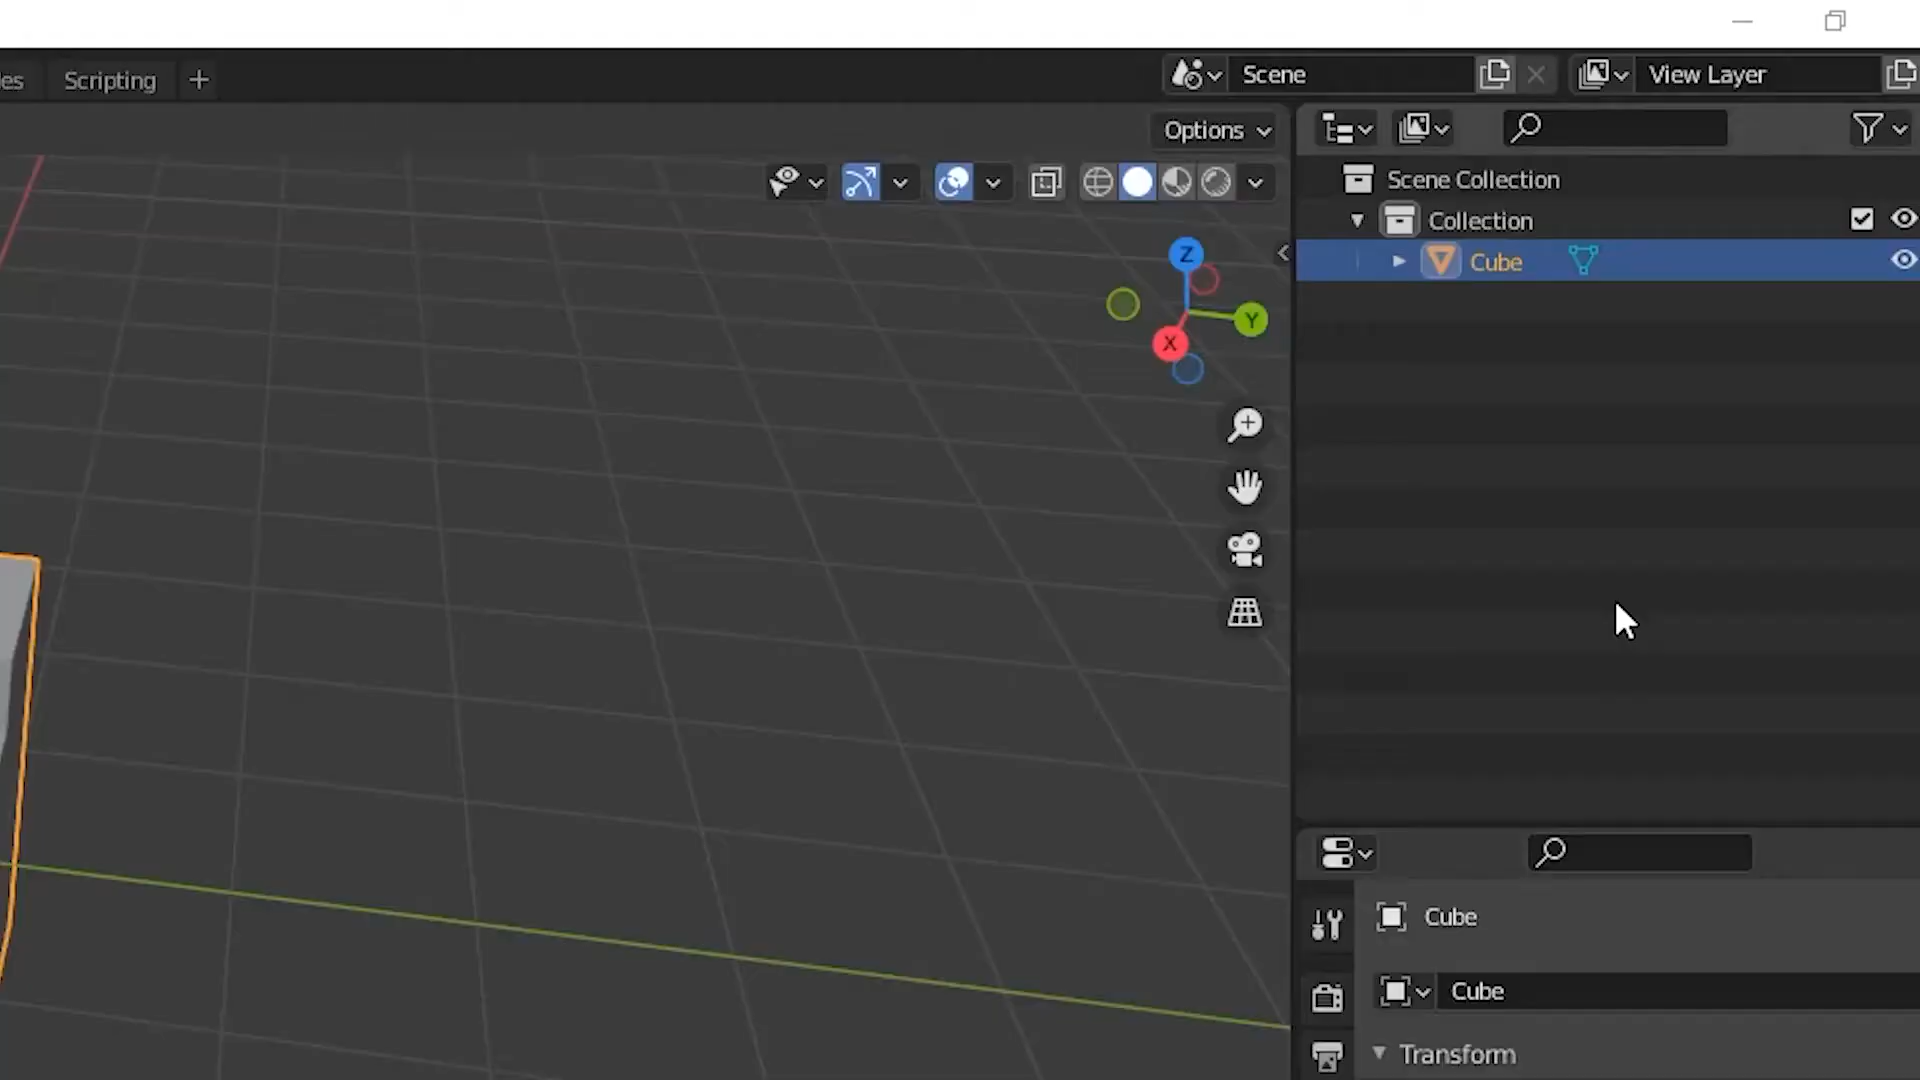 es
Scripting
+
Scene
View Layer
Options
Scene Collection
Collection
Cube
Z
Y
X
Cube
Cube
Transform